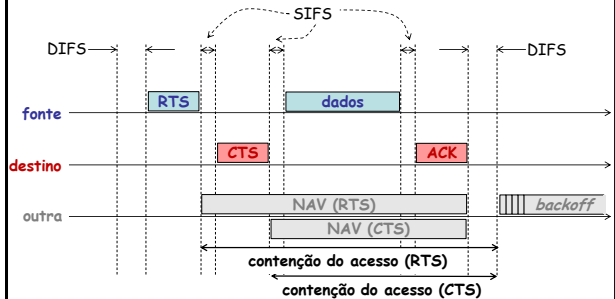 SIFS
DIFS
DIFS
RTS
dados
fonte
CTS
ACK
destino
NAV (RTS)
backoff
outra
NAV (CTS)
contenção do acesso (RTS)
contenção do acesso (CTS)